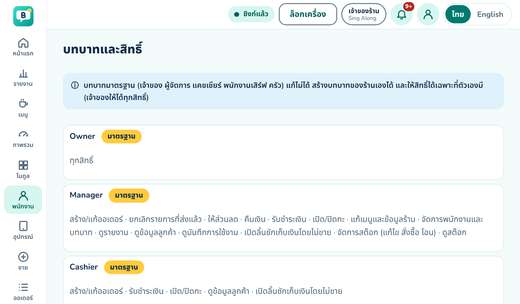 B
ซิงก์แล้ว
ล็อกเครื่อง
เจ้าของร้าน
Sing Along
9+
ไทย
English
หน้าแรก
รายงาน
เมนู
ภาพรวม
โมดูล
พนักงาน
อุปกรณ์
ขาย
ออเดอร์
บทบาทและสิทธิ์
บทบาทมาตรฐาน (เจ้าของ ผู้จัดการ แคชเชียร์ พนักงานเสิร์ฟ ครัว) แก้ไม่ได้ สร้างบทบาทของร้านเองได้ และให้สิทธิ์ได้เฉพาะที่ตัวเองมี
(เจ้าของให้ได้ทุกสิทธิ์)
Owner มาตรฐาน
ทุกสิทธิ์
Manager มาตรฐาน
สร้าง/แก้ออเดอร์ · ยกเลิกรายการที่ส่งแล้ว · ให้ส่วนลด · คืนเงิน · รับชำระเงิน · เปิด/ปิดกะ · แก้เมนูและข้อมูลร้าน · จัดการพนักงานและ
บทบาท · ดูรายงาน · ดูข้อมูลลูกค้า · ดูบันทึกการใช้งาน · เปิดลิ้นชักเก็บเงินโดยไม่ขาย · จัดการสต็อก (แก้ไข สั่งซื้อ โอน) · ดูสต็อก
Cashier มาตรฐาน
สร้าง/แก้ออเดอร์ · รับชำระเงิน · เปิด/ปิดกะ · ดูข้อมูลลูกค้า · เปิดลิ้นชักเก็บเงินโดยไม่ขาย